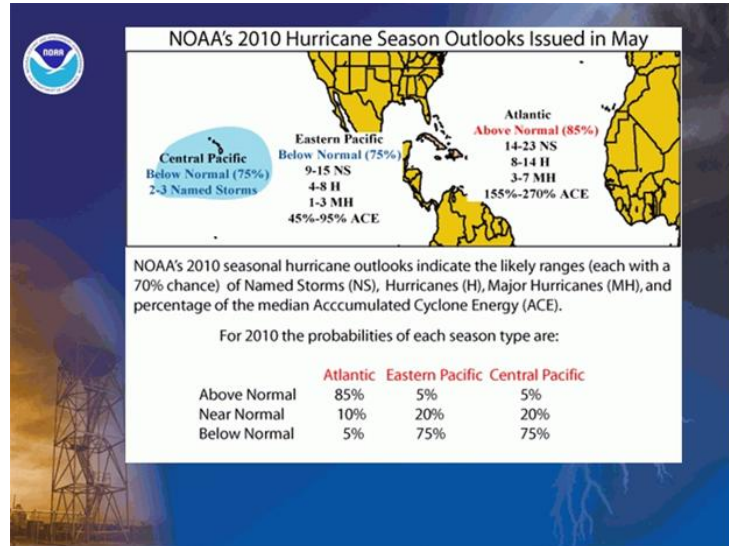 NOAA
NOAA's 2010 Hurricane Season Outlooks Issued in May
Central Pacific
Below Normal (75%)
2-3 Named Storms
Eastern Pacific
Below Normal (75%)
9-15 NS
4-8 H
1-3 MH
45%-95% ACE
Atlantic
Above Normal (85%)
14-23 NS
8-14 H
3-7 MH
155%-270% ACE
NOAA's 2010 seasonal hurricane outlooks indicate the likely ranges (each with a
70% chance) of Named Storms (NS), Hurricanes (H), Major Hurricanes (MH), and
percentage of the median Acccumulated Cyclone Energy (ACE).
For 2010 the probabilities of each season type are:
Atlantic Eastern Pacific Central Pacific
Above Normal 85% 5% 5%
Near Normal 10% 20% 20%
Below Normal 5% 75% 75%